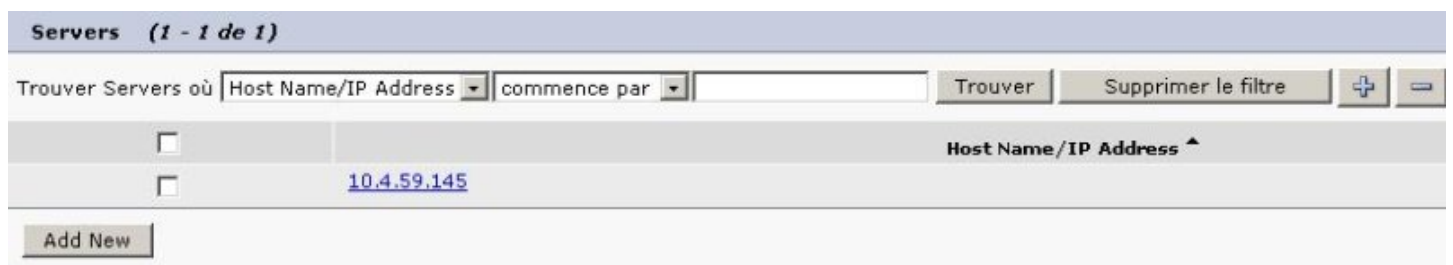 Servers (1 - 1 de 1)
Trouver Servers où Host Name/IP Address commence par Trouver Supprimer le filtre
Host Name/IP Address
10.4.59.145
Add New